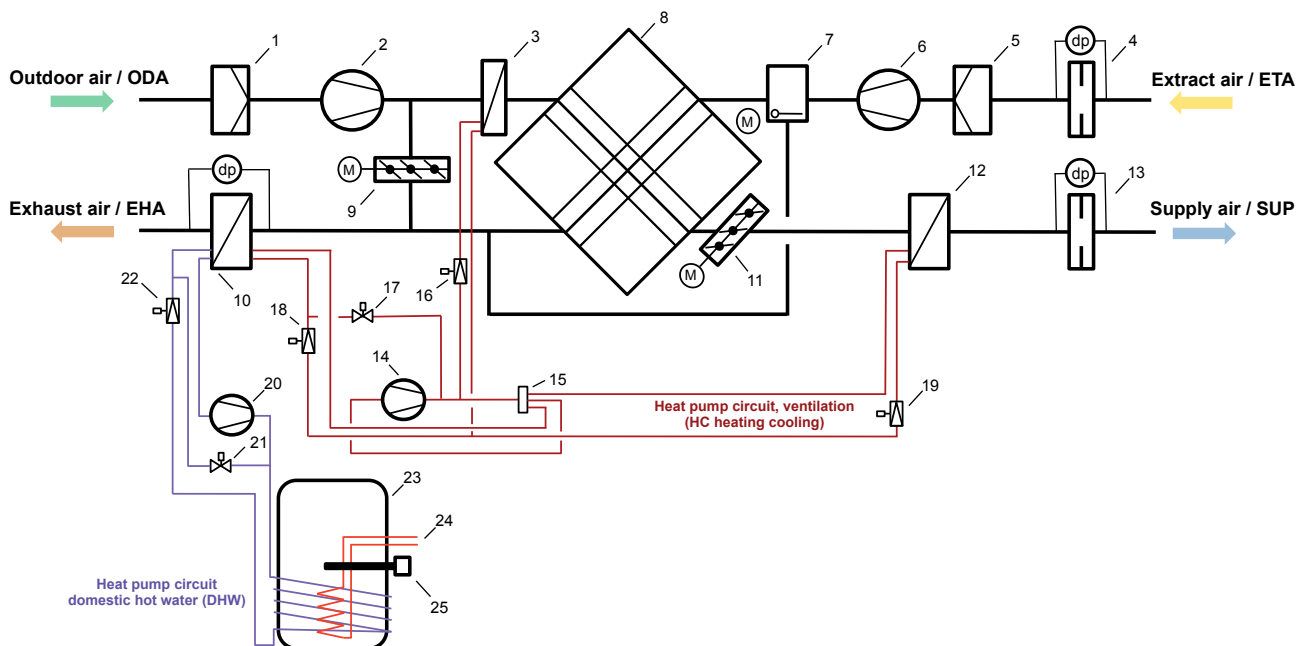 8
1
2
3
7
6
5
dp
4
Outdoor air / ODA
Extract air / ETA
M
M
dp
9
12
dp
13
Exhaust air / EHA
Supply air / SUP
M
11
22
10
16
17
18
14
15
19
20
Heat pump circuit, ventilation
(HC heating cooling)
21
23
24
Heat pump circuit
domestic hot water (DHW)
25